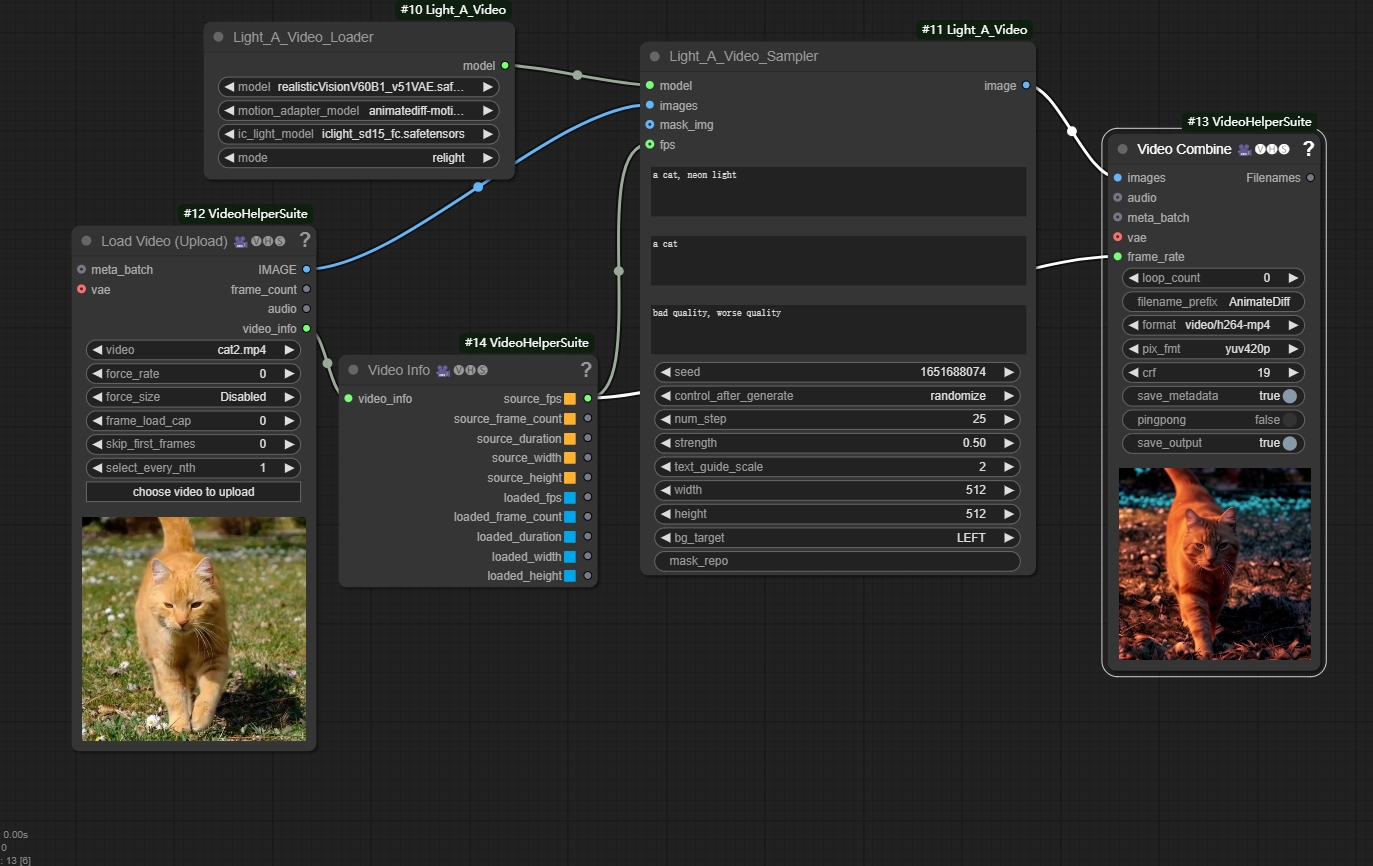 #10 Light_A_Video
Light_A_Video_Loader
model
model realisticVisionV60B1_v51VAE.saf...
motion_adapter_model animatediff-moti...
ic_light_model iclight_sd15_fc.safetensors
mode relight
#12 VideoHelperSuite
Load Video (Upload) VHS ?
meta_batch IMAGE
vae frame_count
audio
video_info
video cat2.mp4
force_rate 0
force_size Disabled
frame_load_cap 0
skip_first_frames 0
select_every_nth 1
choose video to upload
#14 VideoHelperSuite
Video Info VHS ?
video_info source_fps
source_frame_count
source_duration
source_width
source_height
loaded_fps
loaded_frame_count
loaded_duration
loaded_width
loaded_height
#11 Light_A_Video
Light_A_Video_Sampler
model image
images
mask_img
fps
a cat, neon light
a cat
bad quality, worse quality
seed 1651688074
control_after_generate randomize
num_step 25
strength 0.50
text_guide_scale 2
width 512
height 512
bg_target LEFT
mask_repo
#13 VideoHelperSuite
Video Combine VHS ?
images Filenames
audio
meta_batch
vae
frame_rate
loop_count 0
filename_prefix AnimateDiff
format video/h264-mp4
pix_fmt yuv420p
crf 19
save_metadata true
pingpong false
save_output true
0.00s
0
: 13 [6]